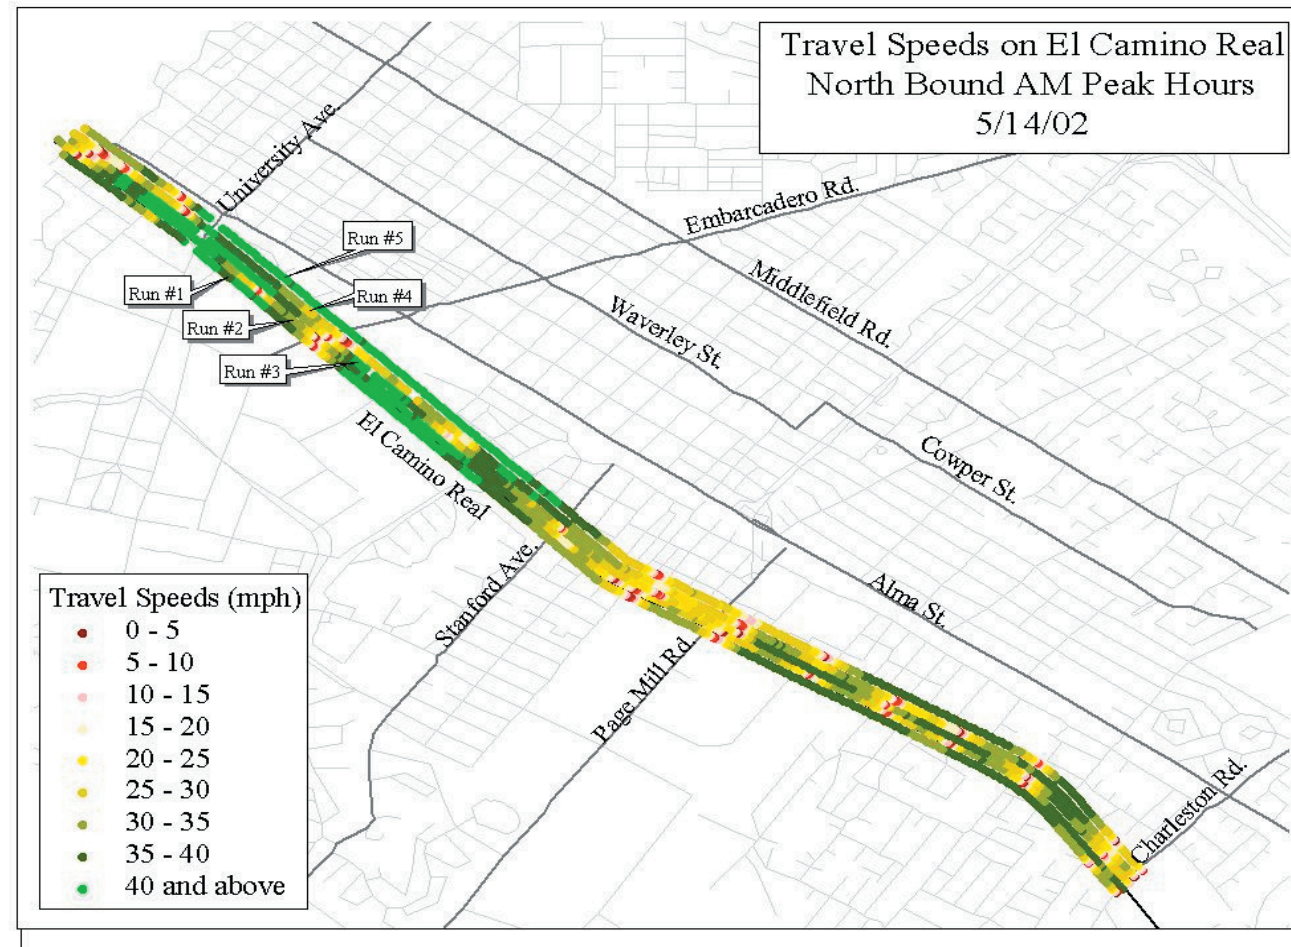 Travel Speeds on El Camino Real
North Bound AM Peak Hours
5/14/02
University Ave.
Embarcadero Rd.
Run #5
Middlefield Rd.
Run #1
Run #4
Waverley St.
Run #2
Run #3
El Camino Real
Cowper St.
Stanford Ave.
Alma St.
Page Mill Rd.
Charleston Rd.
Travel Speeds (mph)
0 - 5
5 - 10
10 - 15
15 - 20
20 - 25
25 - 30
30 - 35
35 - 40
40 and above